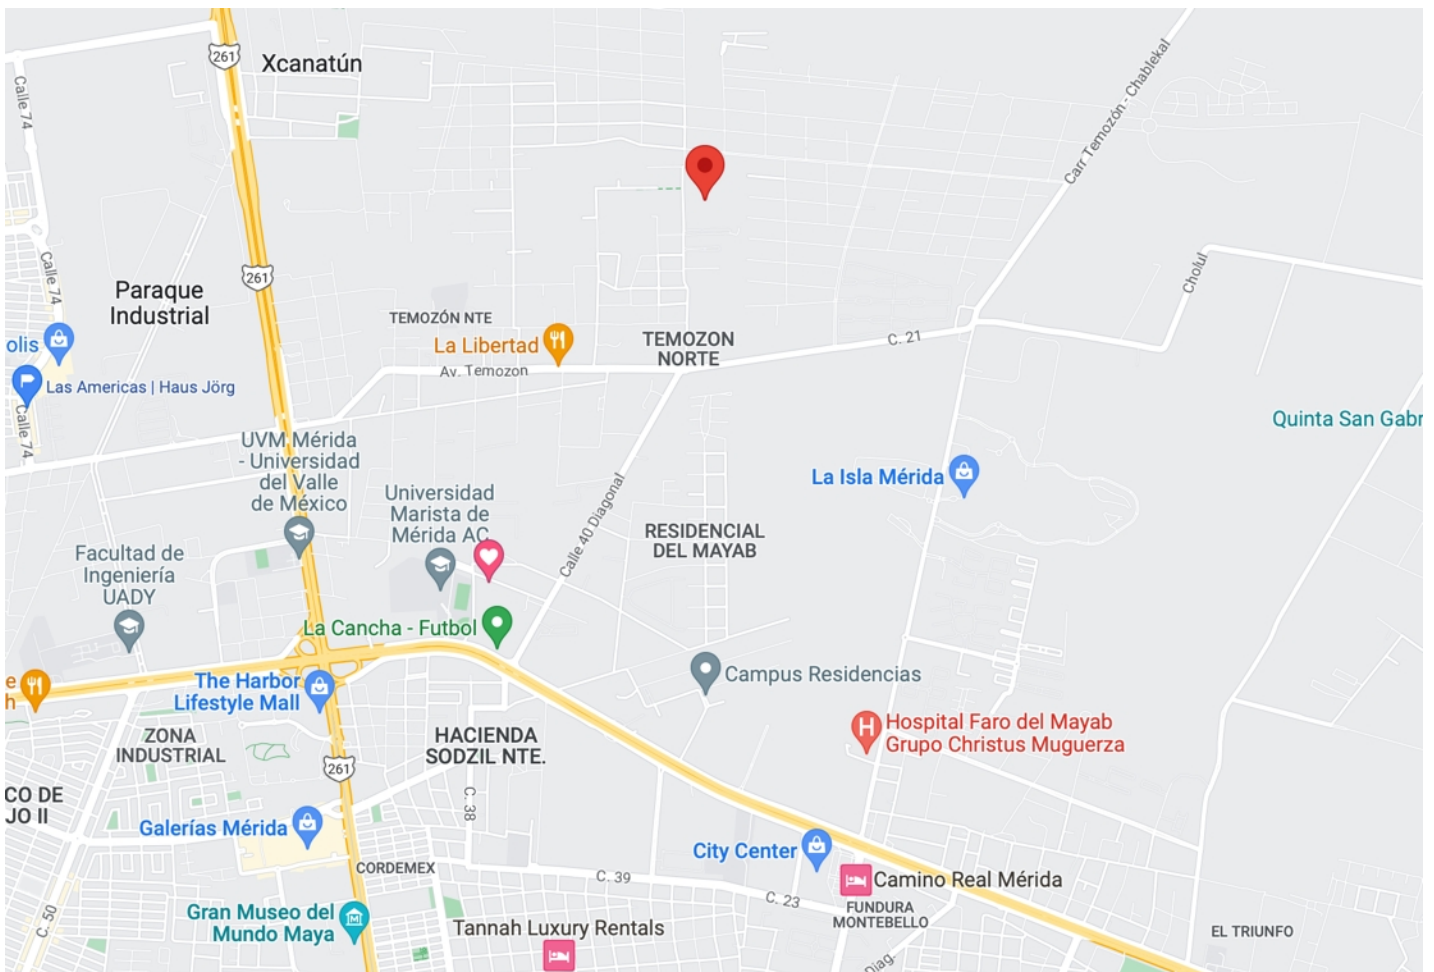 261
Xcanatún
Calle 74
Carr Temozón - Chablekal
Calle 74
261
Cholul
Paraque
Industrial
TEMOZÓN NTE
La Libertad
TEMOZON
NORTE
C. 21
olis
Av. Temozon
Las Americas | Haus Jörg
Calle 74
Quinta San Gabr
UVM Mérida
- Universidad
del Valle
de México
La Isla Mérida
Universidad
Marista de
Mérida AC
Calle 40 Diagonal
RESIDENCIAL
DEL MAYAB
Facultad de
Ingeniería
UADY
La Cancha - Futbol
Campus Residencias
e
h
The Harbor
Lifestyle Mall
Hospital Faro del Mayab
Grupo Christus Muguerza
H
ZONA
INDUSTRIAL
HACIENDA
SODZIL NTE.
261
CO DE
JO II
C. 38
Galerías Mérida
City Center
CORDEMEX
C. 39
C. 23
Camino Real Mérida
FUNDURA
MONTEBELLO
C. 50
Gran Museo del
Mundo Maya
M
Tannah Luxury Rentals
EL TRIUNFO
Diag.